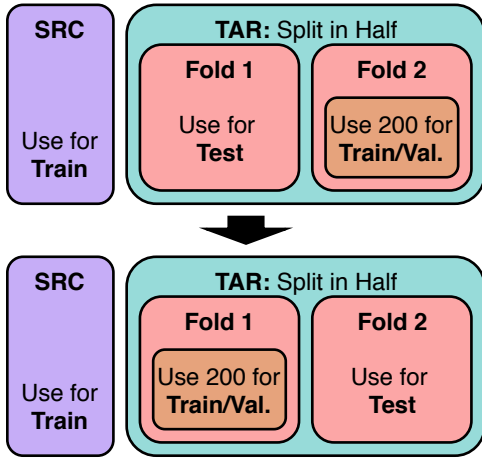 SRC
Use for
Train
TAR: Split in Half
Fold 1
Use for
Test
Fold 2
Use 200 for
Train/Val.
SRC
Use for
Train
TAR: Split in Half
Fold 1
Use 200 for
Train/Val.
Fold 2
Use for
Test